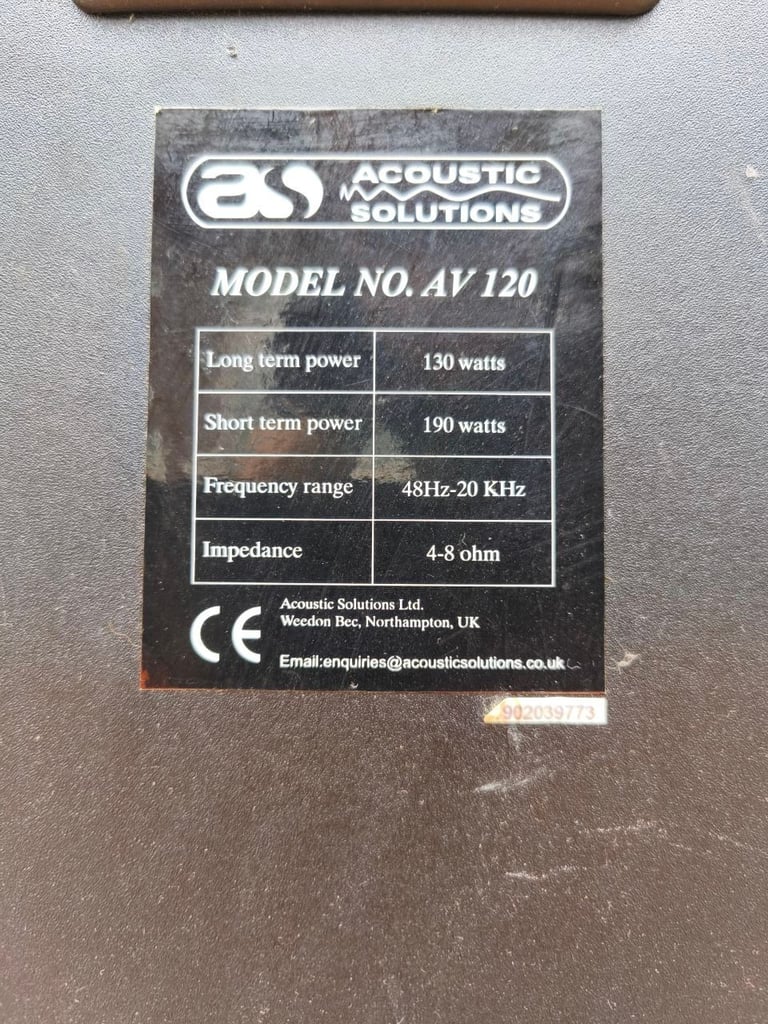 as ACOUSTIC
SOLUTIONS
MODEL NO. AV 120
Long term power 130 watts
Short term power 190 watts
Frequency range 48Hz-20 KHz
Impedance 4-8 ohm
CE
Acoustic Solutions Ltd.
Weedon Bec, Northampton, UK
Email:enquiries@acousticsolutions.co.uk
902039773